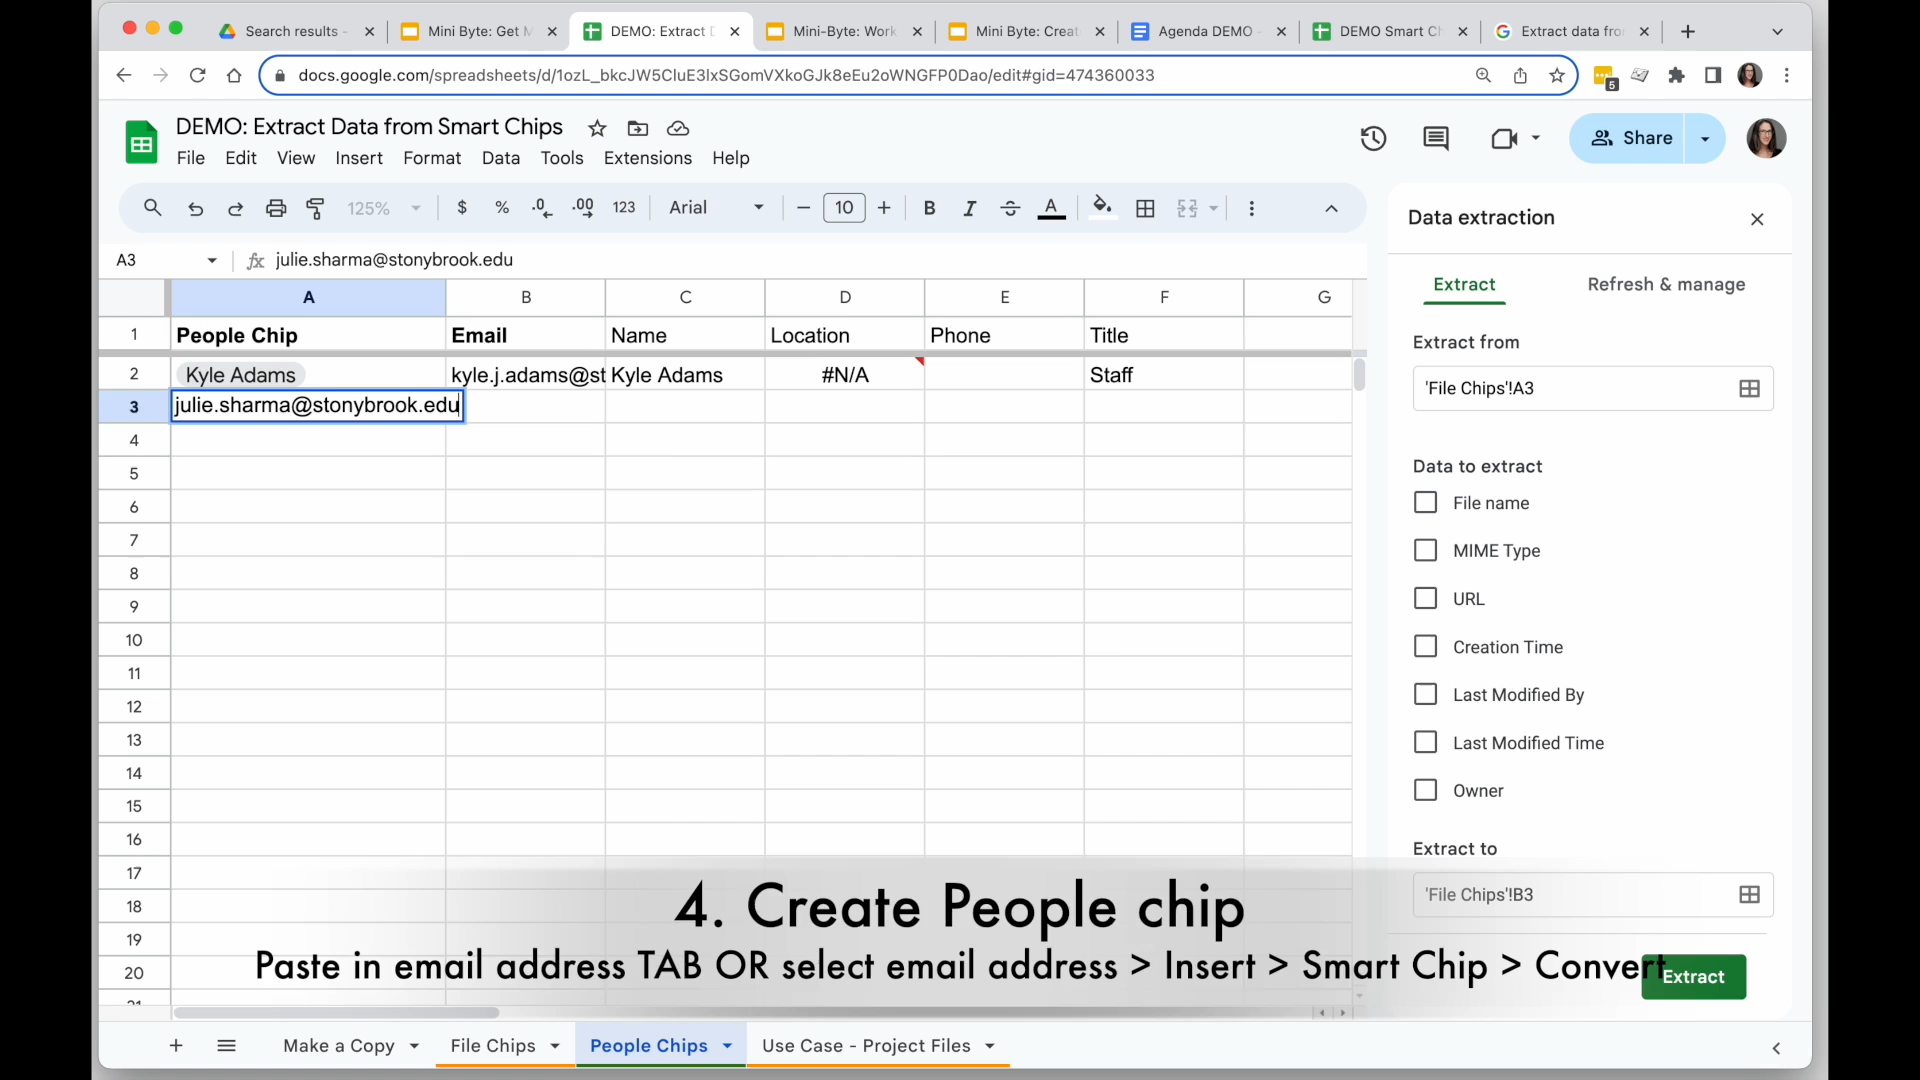 Search results -
Mini Byte: Get M
DEMO: Extract D
Mini-Byte: Work
Mini Byte: Creat
Agenda DEMO -
DEMO Smart Ch
Extract data fro
docs.google.com/spreadsheets/d/1ozL_bkcJW5CIuE3lxSGomVXkoGJk8eEu2oWNGFP0Dao/edit#gid=474360033
5
DEMO: Extract Data from Smart Chips
File Edit View Insert Format Data Tools Extensions Help
Share
125% $ % .0 .00 123 Arial 10 B I S A
A3 fx julie.sharma@stonybrook.edu
A B C D E F G
1 People Chip Email Name Location Phone Title
2 Kyle Adams kyle.j.adams@st Kyle Adams #N/A Staff
3 julie.sharma@stonybrook.edu
4
5
6
7
8
9
10
11
12
13
14
15
16
17
18
19
20
21
Data extraction
Extract Refresh & manage
Extract from
'File Chips'!A3
Data to extract
File name
MIME Type
URL
Creation Time
Last Modified By
Last Modified Time
Owner
Extract to
'File Chips'!B3
Extract
4. Create People chip
Paste in email address TAB OR select email address > Insert > Smart Chip > Convert
Make a Copy File Chips People Chips Use Case - Project Files